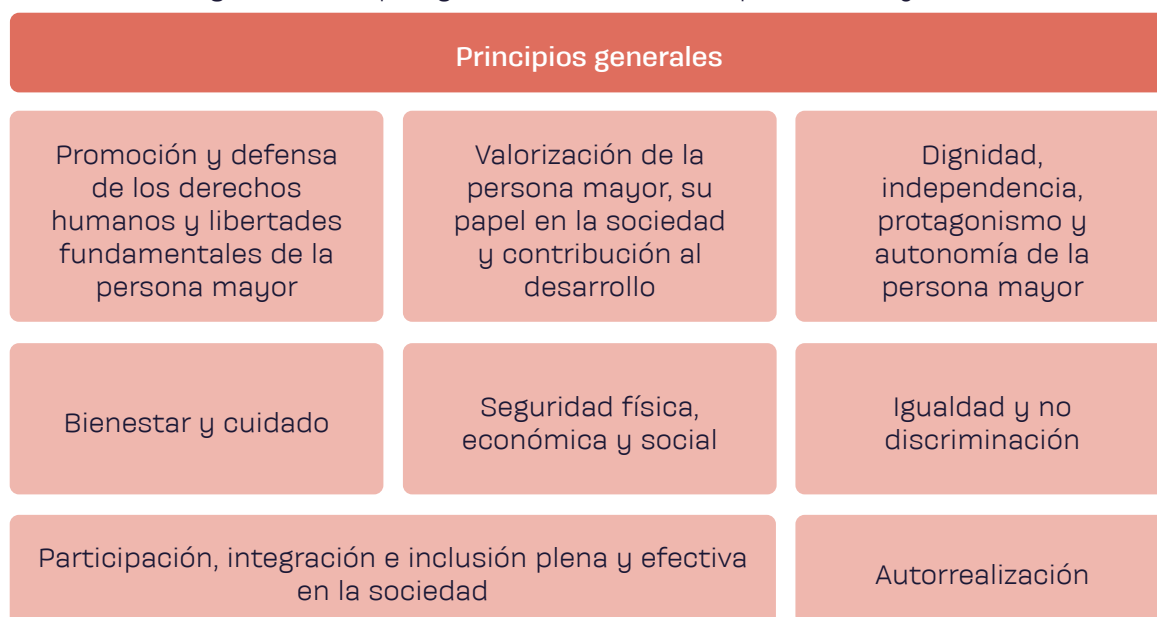 Principios generales
Promoción y defensa
de los derechos
humanos y libertades
fundamentales de la
persona mayor
Valorización de la
persona mayor, su
papel en la sociedad
y contribución al
desarrollo
Dignidad,
independencia,
protagonismo y
autonomía de la
persona mayor
Bienestar y cuidado
Seguridad física,
económica y social
Igualdad y no
discriminación
Participación, integración e inclusión plena y efectiva
en la sociedad
Autorrealización